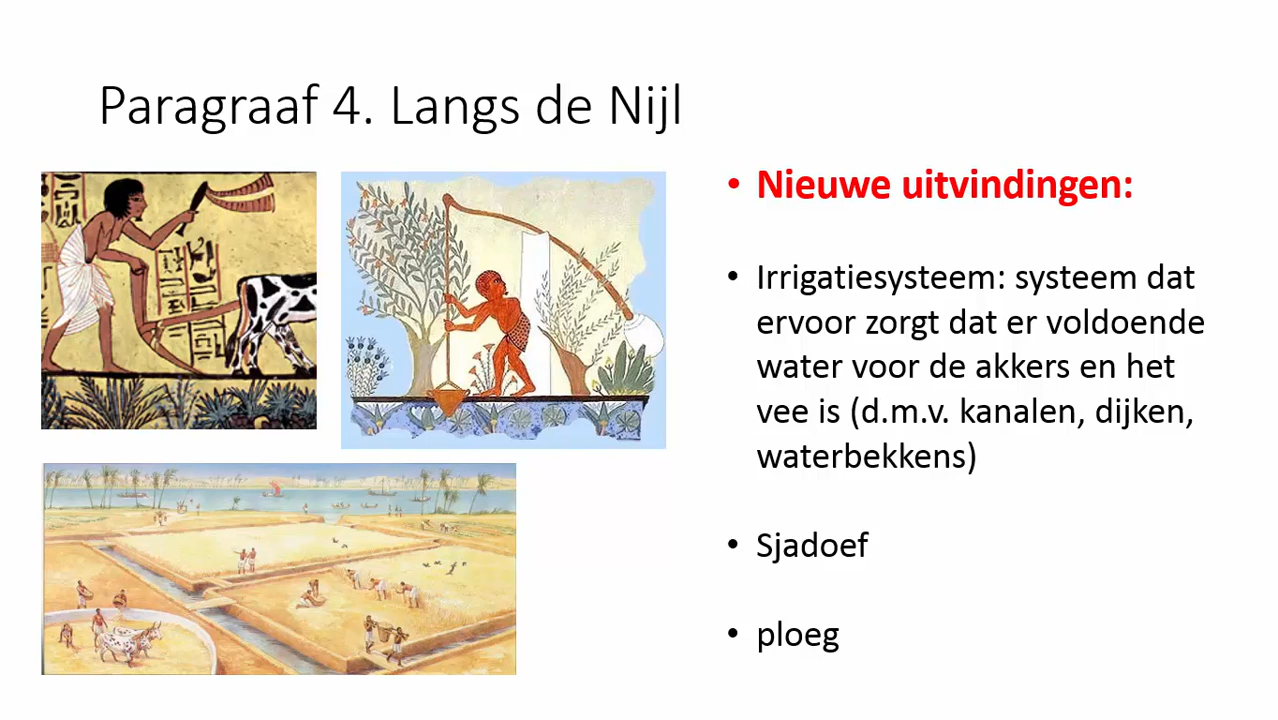 Paragraaf 4. Langs de Nijl
• Nieuwe uitvindingen:
• Irrigatiesysteem: systeem dat
ervoor zorgt dat er voldoende
water voor de akkers en het
vee is (d.m.v. kanalen, dijken,
waterbekkens)
• Sjadoef
• ploeg